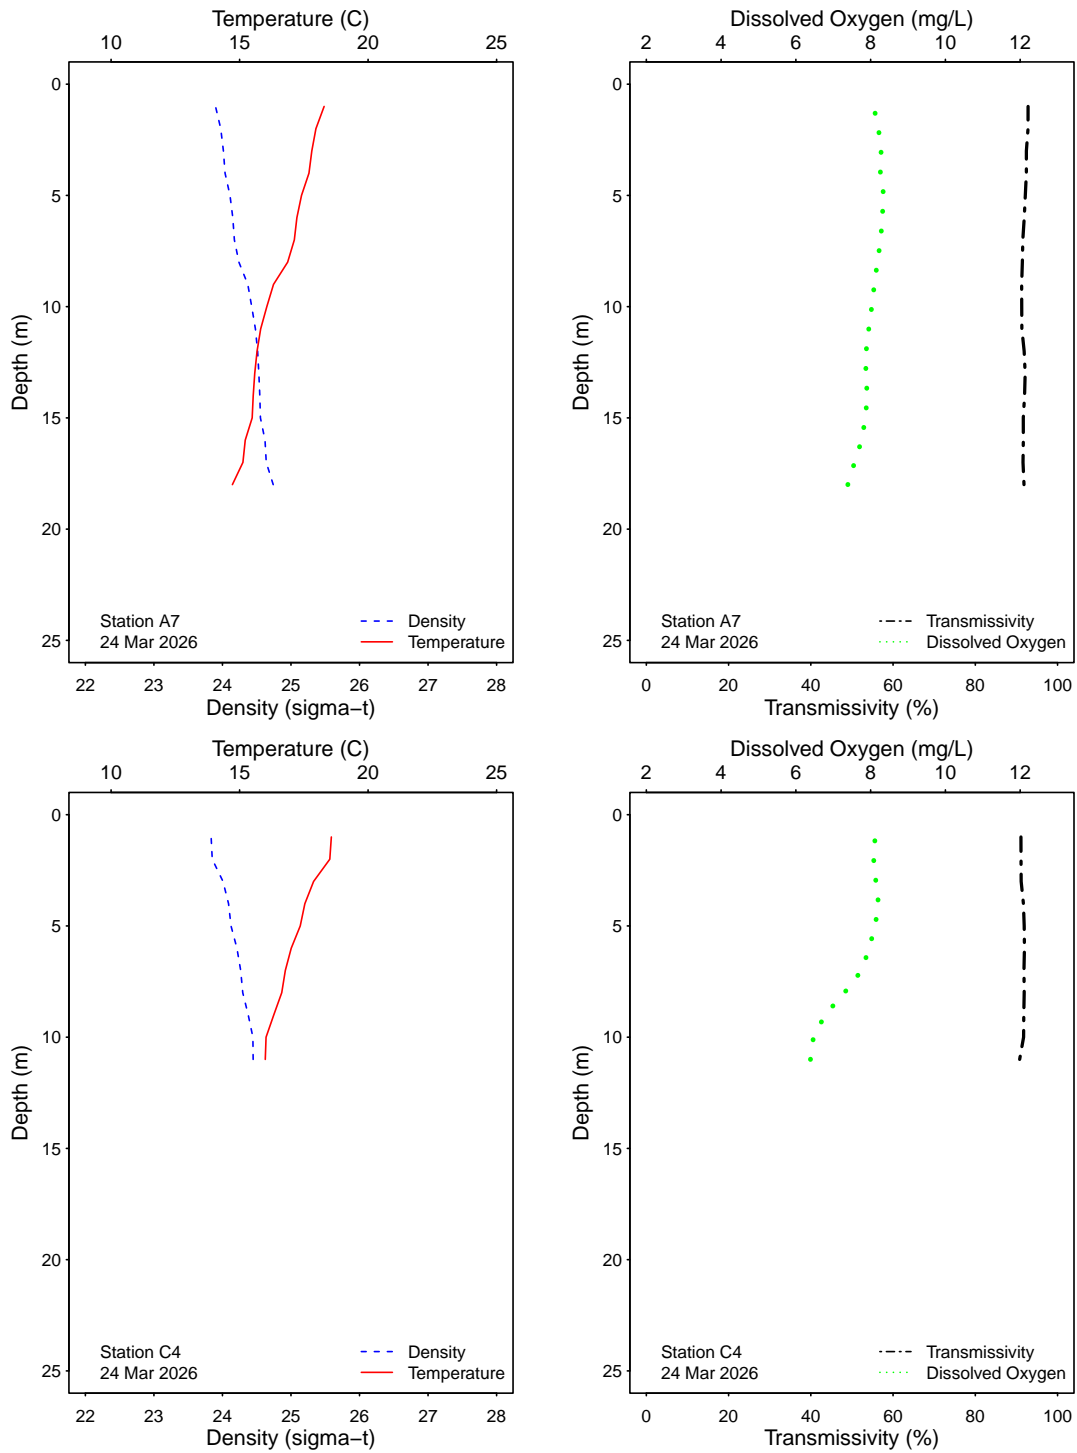 Temperature (C)
10 15 20 25
0
5
10
15
20
25
Depth (m)
Station A7
24 Mar 2026
Density
Temperature
22 23 24 25 26 27 28
Density (sigma−t)
Dissolved Oxygen (mg/L)
2 4 6 8 10 12
0
5
10
15
20
25
Depth (m)
Station A7
24 Mar 2026
Transmissivity
Dissolved Oxygen
0 20 40 60 80 100
Transmissivity (%)
Temperature (C)
10 15 20 25
0
5
10
15
20
25
Depth (m)
Station C4
24 Mar 2026
Density
Temperature
22 23 24 25 26 27 28
Density (sigma−t)
Dissolved Oxygen (mg/L)
2 4 6 8 10 12
0
5
10
15
20
25
Depth (m)
Station C4
24 Mar 2026
Transmissivity
Dissolved Oxygen
0 20 40 60 80 100
Transmissivity (%)